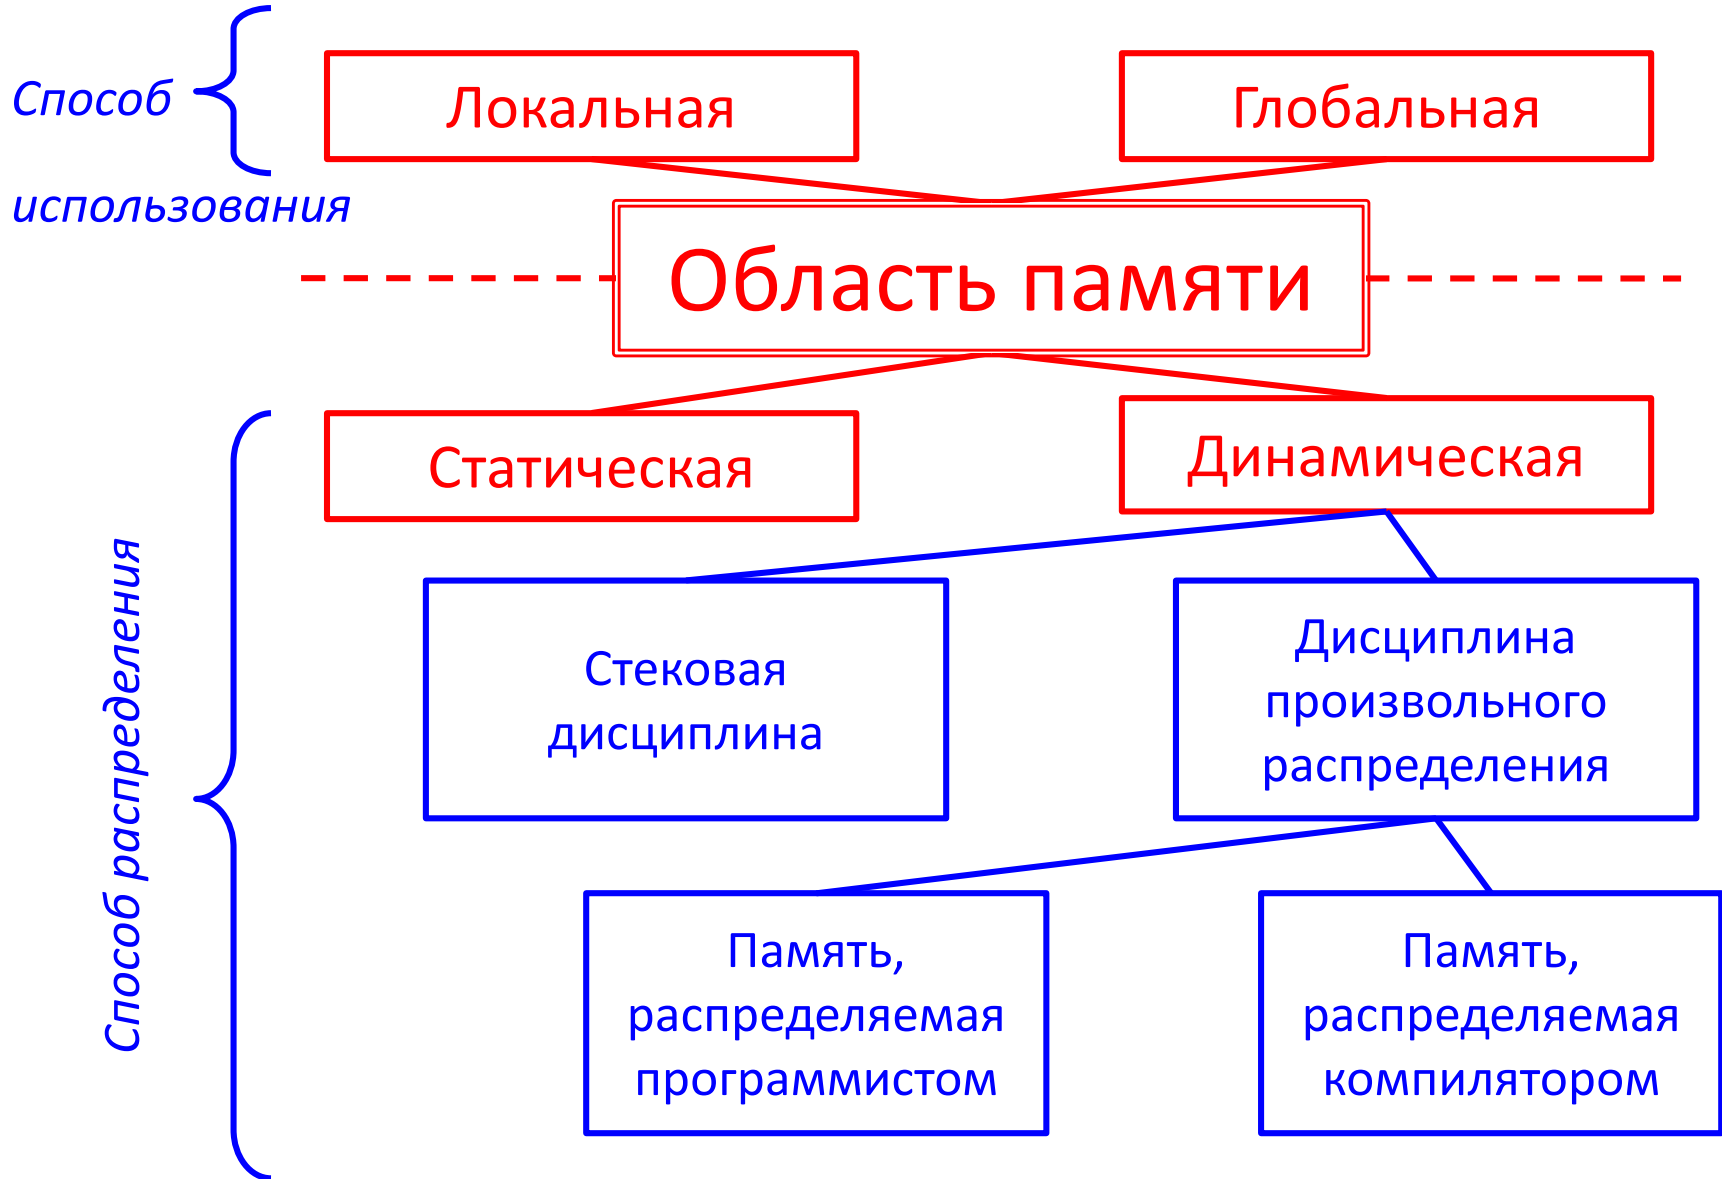 Способ
использования
Локальная
Глобальная
Область памяти
Способ распределения
Статическая
Динамическая
Стековая
дисциплина
Дисциплина
произвольного
распределения
Память,
распределяемая
программистом
Память,
распределяемая
компилятором